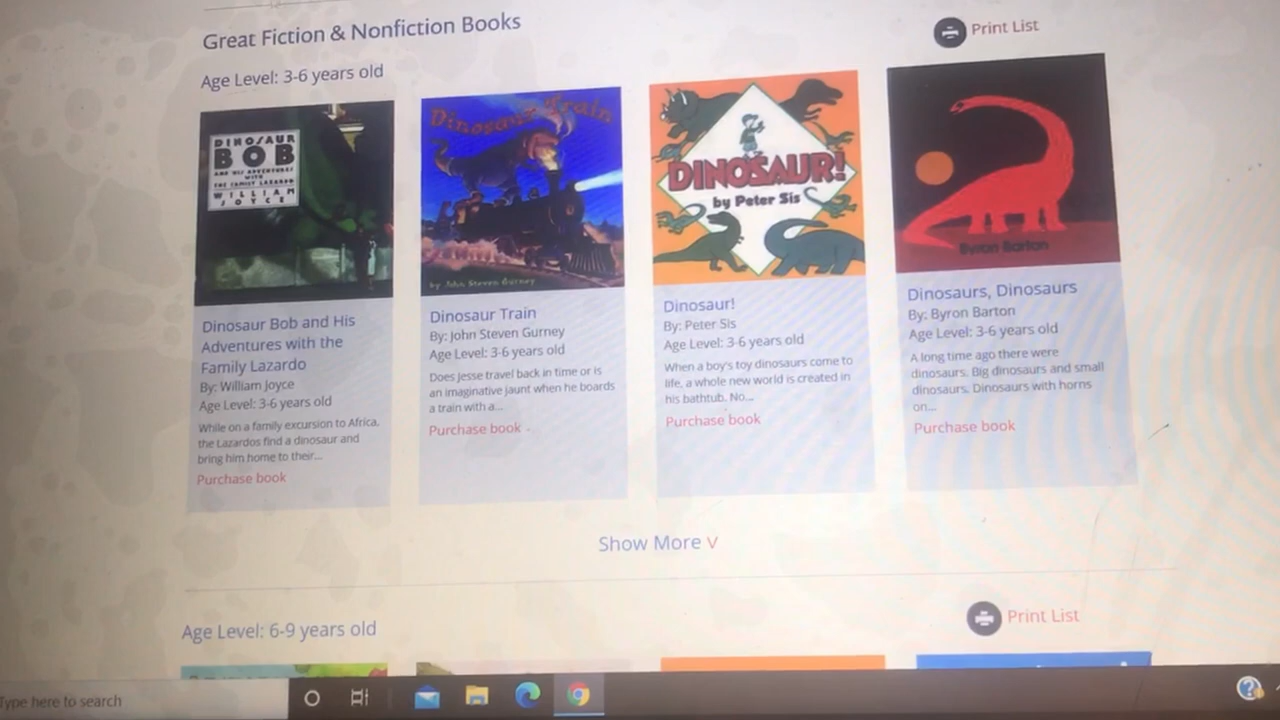 Great Fiction & Nonfiction Books
Print List
Age Level: 3-6 years old
DINOSAUR
BOB
AND HIS ADVENTURES
WITH
THE FAMILY LAZARDO
WILLIAM
JOYCE
Dinosaur Bob and His
Adventures with the
Family Lazardo
By: William Joyce
Age Level: 3-6 years old
While on a family excursion to Africa,
the Lazardos find a dinosaur and
bring him home to their...
Purchase book
Dinosaur Train
by John Steven Gurney
Dinosaur Train
By: John Steven Gurney
Age Level: 3-6 years old
Does Jesse travel back in time or is
an imaginative jaunt when he boards
a train with a...
Purchase book
DINOSAUR!
by Peter Sis
Dinosaur!
By: Peter Sis
Age Level: 3-6 years old
When a boy's toy dinosaurs come to
life, a whole new world is created in
his bathtub. No...
Purchase book
Byron Barton
Dinosaurs, Dinosaurs
By: Byron Barton
Age Level: 3-6 years old
A long time ago there were
dinosaurs. Big dinosaurs and small
dinosaurs. Dinosaurs with horns
on...
Purchase book
Show More V
Age Level: 6-9 years old
Print List
Type here to search